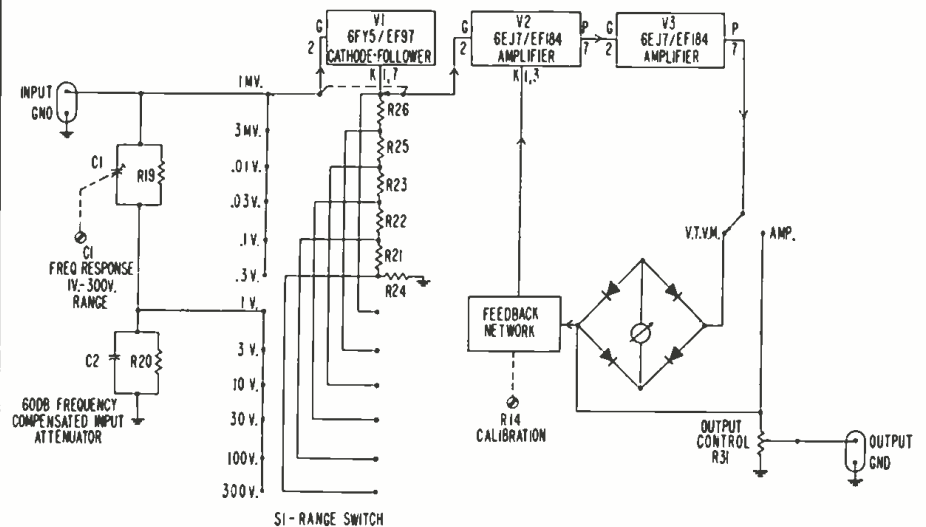 V1
6FY5/EF97
CATHODE-FOLLOWER
G
2
K 1,7
V2
6EJ7/EF184
AMPLIFIER
G
2
P
7
K 1,3
V3
6EJ7/EF184
AMPLIFIER
G
2
P
7
INPUT
GND
1MV.
3MV.
.01V.
.03V.
.1V.
.3V.
1V.
3V.
10V.
30V.
100V.
300V.
R26
R25
R23
R22
R21
R24
C1
R19
C1
FREQ RESPONSE
1V.-300V.
RANGE
C2
R20
60DB FREQUENCY
COMPENSATED INPUT
ATTENUATOR
S1-RANGE SWITCH
FEEDBACK
NETWORK
R14
CALIBRATION
V.T.V.M.
AMP.
OUTPUT
CONTROL
R31
OUTPUT
GND